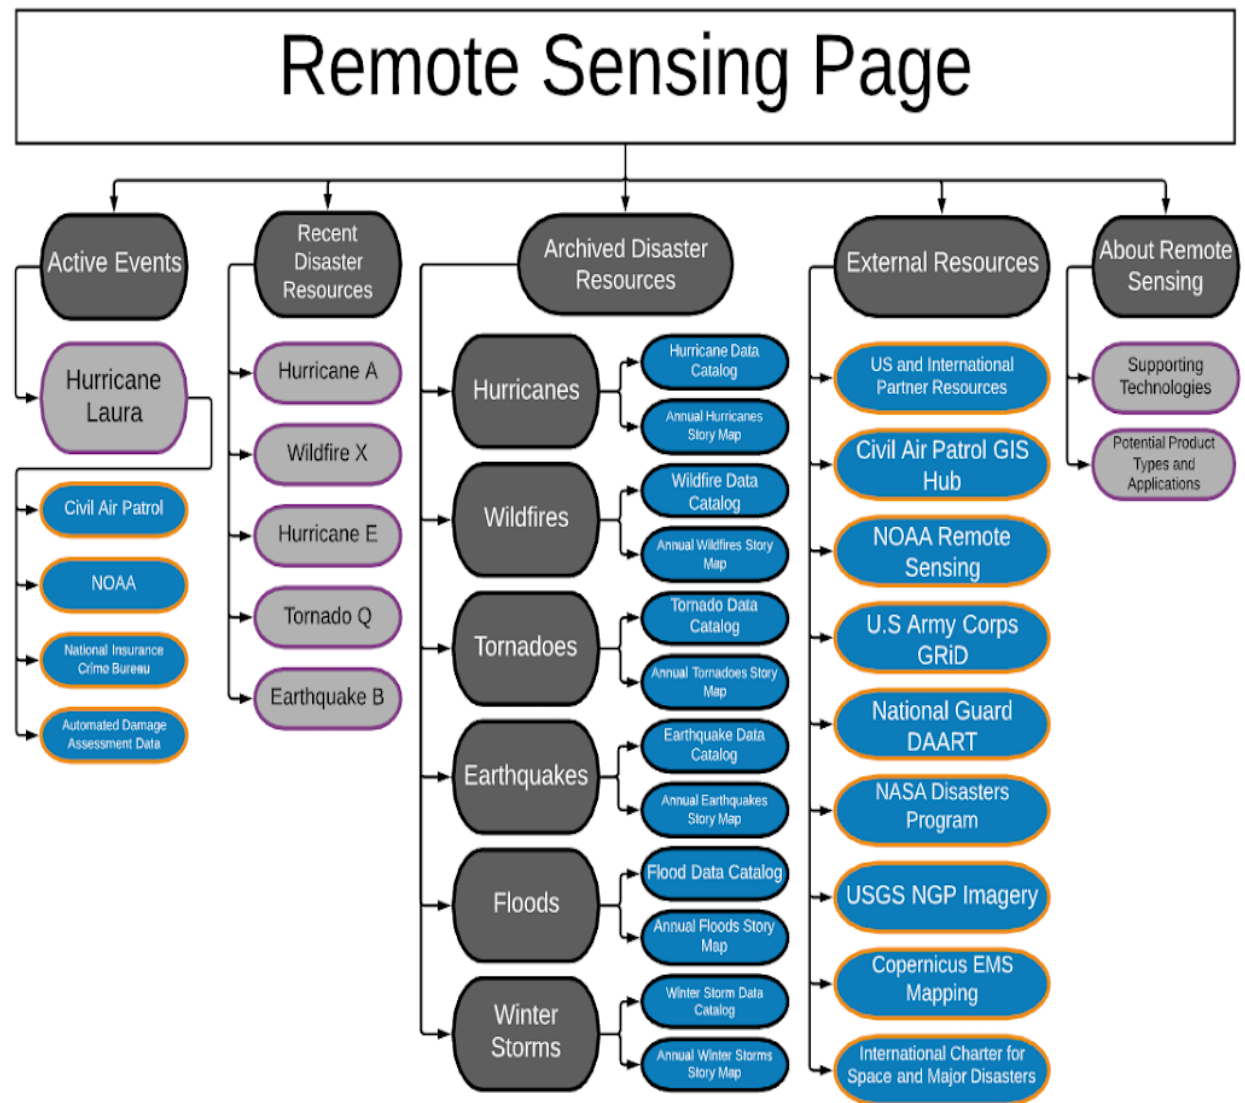 Remote Sensing Page
Active Events
Hurricane
Laura
Civil Air Patrol
NOAA
National Insurance
Crime Bureau
Automated Damage
Assessment Data
Recent
Disaster
Resources
Hurricane A
Wildfire X
Hurricane E
Tornado Q
Earthquake B
Archived Disaster
Resources
Hurricanes
Hurricane Data
Catalog
Annual Hurricanes
Story Map
Wildfires
Wildfire Data
Catalog
Annual Wildfires Story
Map
Tornadoes
Tornado Data
Catalog
Annual Tornadoes Story
Map
Earthquakes
Earthquake Data
Catalog
Annual Earthquakes
Story Map
Floods
Flood Data Catalog
Annual Floods Story
Map
Winter
Storms
Winter Storm Data
Catalog
Annual Winter Storms
Story Map
External Resources
US and International
Partner Resources
Civil Air Patrol GIS
Hub
NOAA Remote
Sensing
U.S Army Corps
GRiD
National Guard
DAART
NASA Disasters
Program
USGS NGP Imagery
Copernicus EMS
Mapping
International Charter for
Space and Major Disasters
About Remote
Sensing
Supporting
Technologies
Potential Product
Types and
Applications